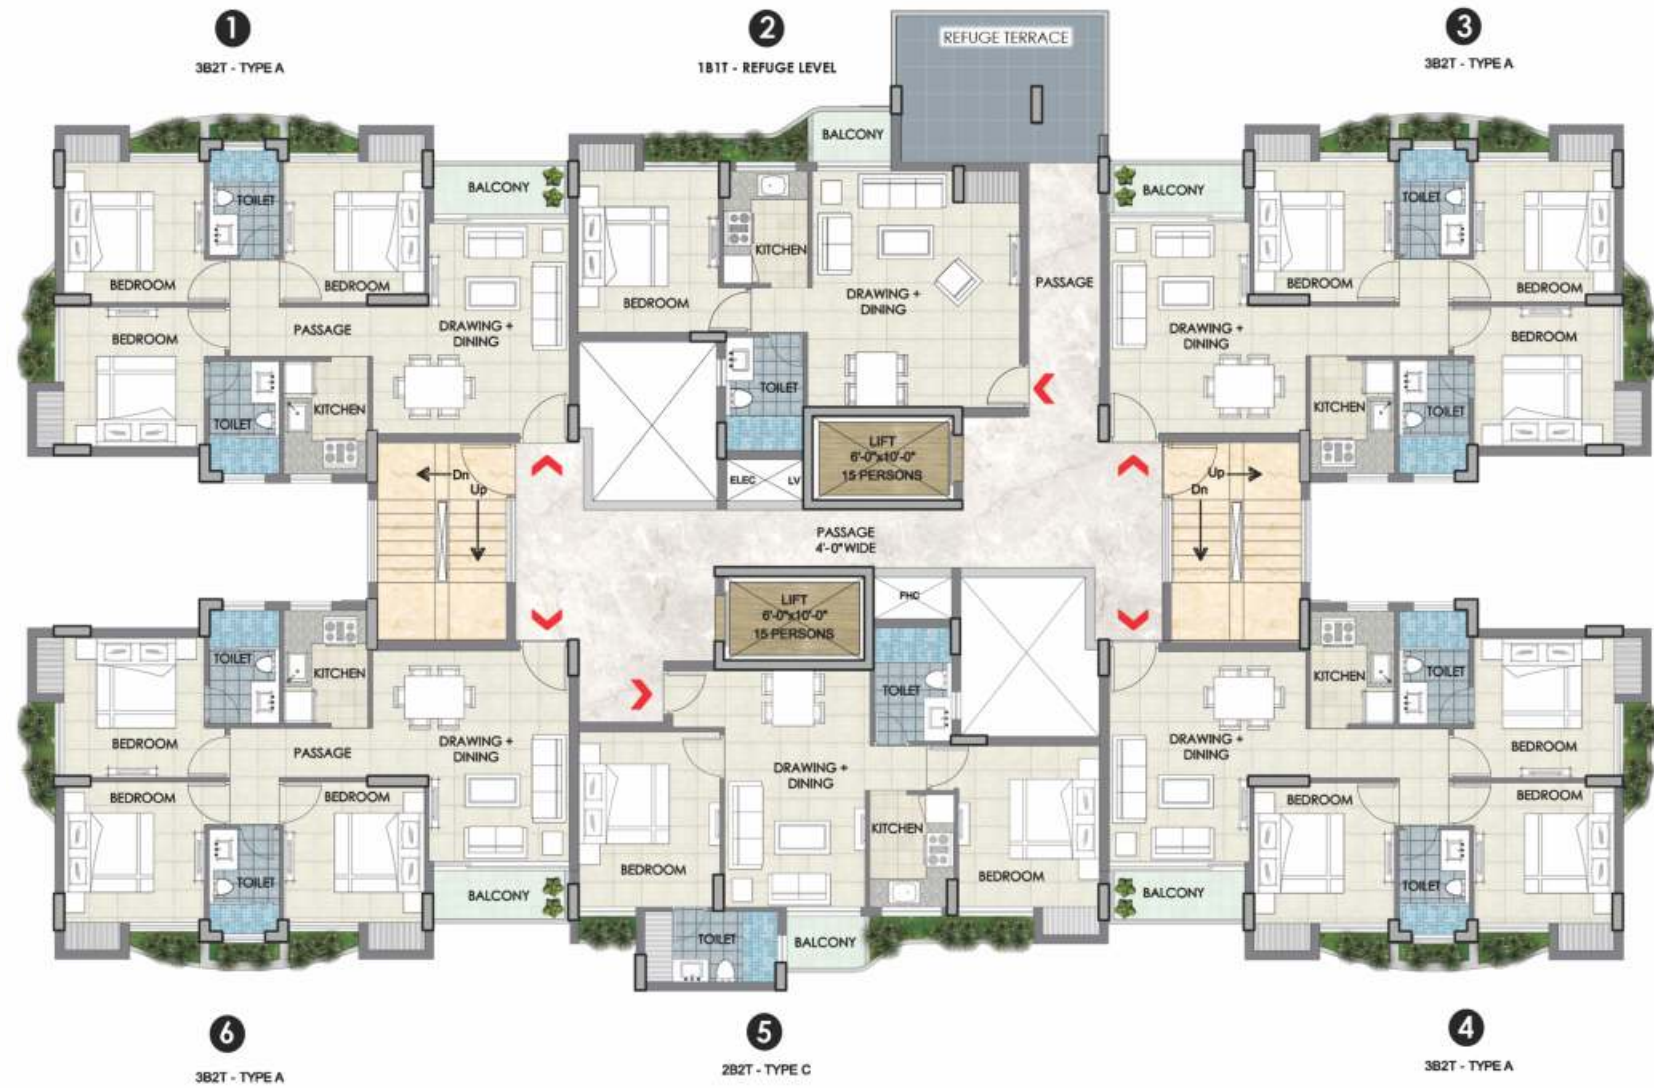 1
3B2T - TYPE A
2
1B1T - REFUGE LEVEL
REFUGE TERRACE
3
3B2T - TYPE A
BALCONY
TOILET
BEDROOM
BEDROOM
BALCONY
BEDROOM
PASSAGE
DRAWING +
DINING
TOILET
KITCHEN
BEDROOM
KITCHEN
DRAWING +
DINING
TOILET
PASSAGE
BALCONY
TOILET
BEDROOM
BEDROOM
DRAWING +
DINING
BEDROOM
KITCHEN
TOILET
Dn
Up
ELEC
LV
LIFT
6'-0"x10'-0"
15 PERSONS
Up
Dn
PASSAGE
4'-0" WIDE
LIFT
6'-0"x10'-0"
15 PERSONS
FHC
TOILET
KITCHEN
BEDROOM
PASSAGE
DRAWING +
DINING
BEDROOM
BEDROOM
TOILET
BALCONY
TOILET
DRAWING +
DINING
BEDROOM
KITCHEN
BEDROOM
TOILET
BALCONY
KITCHEN
TOILET
DRAWING +
DINING
BEDROOM
BEDROOM
BEDROOM
TOILET
BALCONY
6
3B2T - TYPE A
5
2B2T - TYPE C
4
3B2T - TYPE A